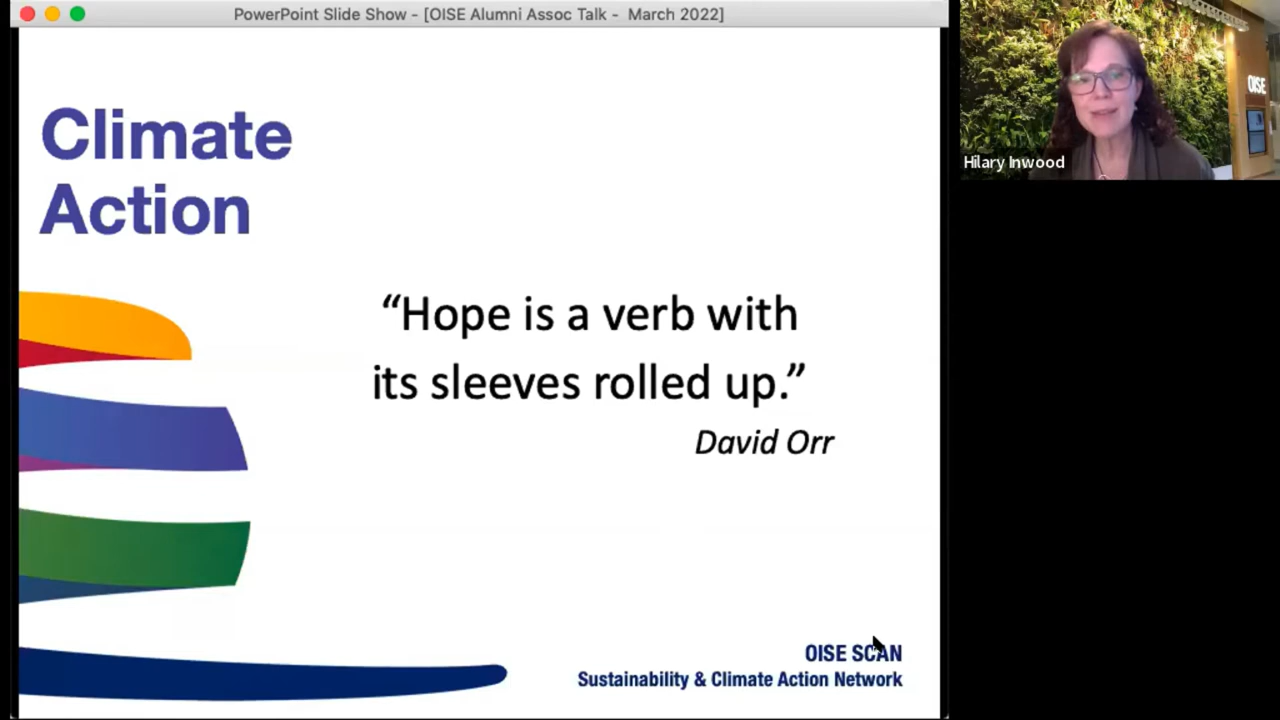 PowerPoint Slide Show - [OISE Alumni Assoc Talk - March 2022]
Climate
Action
“Hope is a verb with
its sleeves rolled up.”
David Orr
OISE SCAN
Sustainability & Climate Action Network
OISE
Hilary Inwood